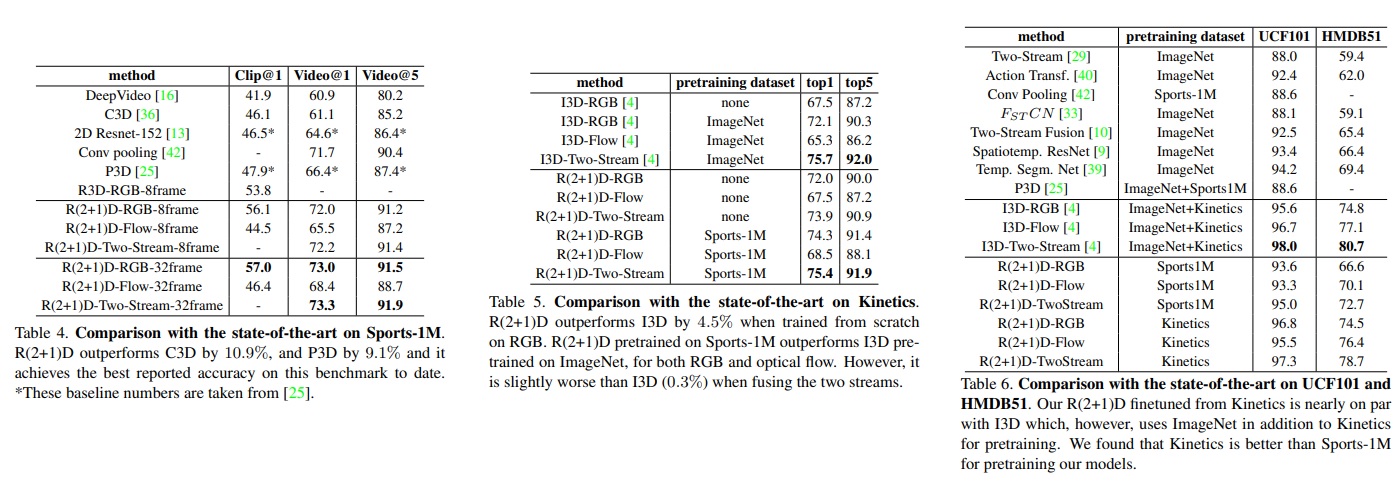 method Clip@1 Video@1 Video@5
DeepVideo [16] 41.9 60.9 80.2
C3D [36] 46.1 61.1 85.2
2D Resnet-152 [13] 46.5* 64.6* 86.4*
Conv pooling [42] - 71.7 90.4
P3D [25] 47.9* 66.4* 87.4*
R3D-RGB-8frame 53.8 - -
R(2+1)D-RGB-8frame 56.1 72.0 91.2
R(2+1)D-Flow-8frame 44.5 65.5 87.2
R(2+1)D-Two-Stream-8frame - 72.2 91.4
R(2+1)D-RGB-32frame 57.0 73.0 91.5
R(2+1)D-Flow-32frame 46.4 68.4 88.7
R(2+1)D-Two-Stream-32frame - 73.3 91.9
Table 4. Comparison with the state-of-the-art on Sports-1M.
R(2+1)D outperforms C3D by 10.9%, and P3D by 9.1% and it
achieves the best reported accuracy on this benchmark to date.
*These baseline numbers are taken from [25].
method pretraining dataset top1 top5
I3D-RGB [4] none 67.5 87.2
I3D-RGB [4] ImageNet 72.1 90.3
I3D-Flow [4] ImageNet 65.3 86.2
I3D-Two-Stream [4] ImageNet 75.7 92.0
R(2+1)D-RGB none 72.0 90.0
R(2+1)D-Flow none 67.5 87.2
R(2+1)D-Two-Stream none 73.9 90.9
R(2+1)D-RGB Sports-1M 74.3 91.4
R(2+1)D-Flow Sports-1M 68.5 88.1
R(2+1)D-Two-Stream Sports-1M 75.4 91.9
Table 5. Comparison with the state-of-the-art on Kinetics.
R(2+1)D outperforms I3D by 4.5% when trained from scratch
on RGB. R(2+1)D pretrained on Sports-1M outperforms I3D pre-
trained on ImageNet, for both RGB and optical flow. However, it
is slightly worse than I3D (0.3%) when fusing the two streams.
method pretraining dataset UCF101 HMDB51
Two-Stream [29] ImageNet 88.0 59.4
Action Transf. [40] ImageNet 92.4 62.0
Conv Pooling [42] Sports-1M 88.6 -
F_{ST}CN [33] ImageNet 88.1 59.1
Two-Stream Fusion [10] ImageNet 92.5 65.4
Spatiotemp. ResNet [9] ImageNet 93.4 66.4
Temp. Segm. Net [39] ImageNet 94.2 69.4
P3D [25] ImageNet+Sports1M 88.6 -
I3D-RGB [4] ImageNet+Kinetics 95.6 74.8
I3D-Flow [4] ImageNet+Kinetics 96.7 77.1
I3D-Two-Stream [4] ImageNet+Kinetics 98.0 80.7
R(2+1)D-RGB Sports1M 93.6 66.6
R(2+1)D-Flow Sports1M 93.3 70.1
R(2+1)D-TwoStream Sports1M 95.0 72.7
R(2+1)D-RGB Kinetics 96.8 74.5
R(2+1)D-Flow Kinetics 95.5 76.4
R(2+1)D-TwoStream Kinetics 97.3 78.7
Table 6. Comparison with the state-of-the-art on UCF101 and
HMDB51. Our R(2+1)D finetuned from Kinetics is nearly on par
with I3D which, however, uses ImageNet in addition to Kinetics
for pretraining. We found that Kinetics is better than Sports-1M
for pretraining our models.